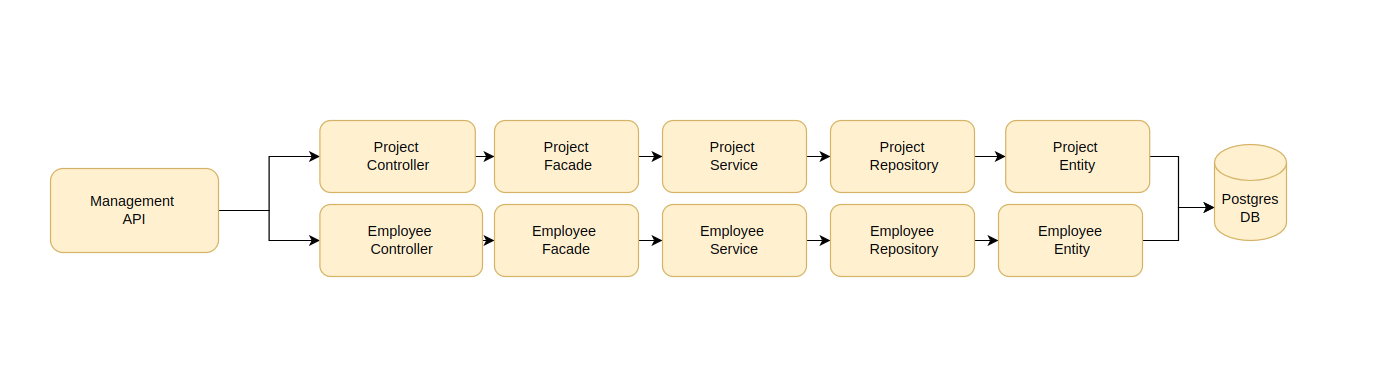 Management
API
Project
Controller
Project
Facade
Project
Service
Project
Repository
Project
Entity
Employee
Controller
Employee
Facade
Employee
Service
Employee
Repository
Employee
Entity
Postgres
DB